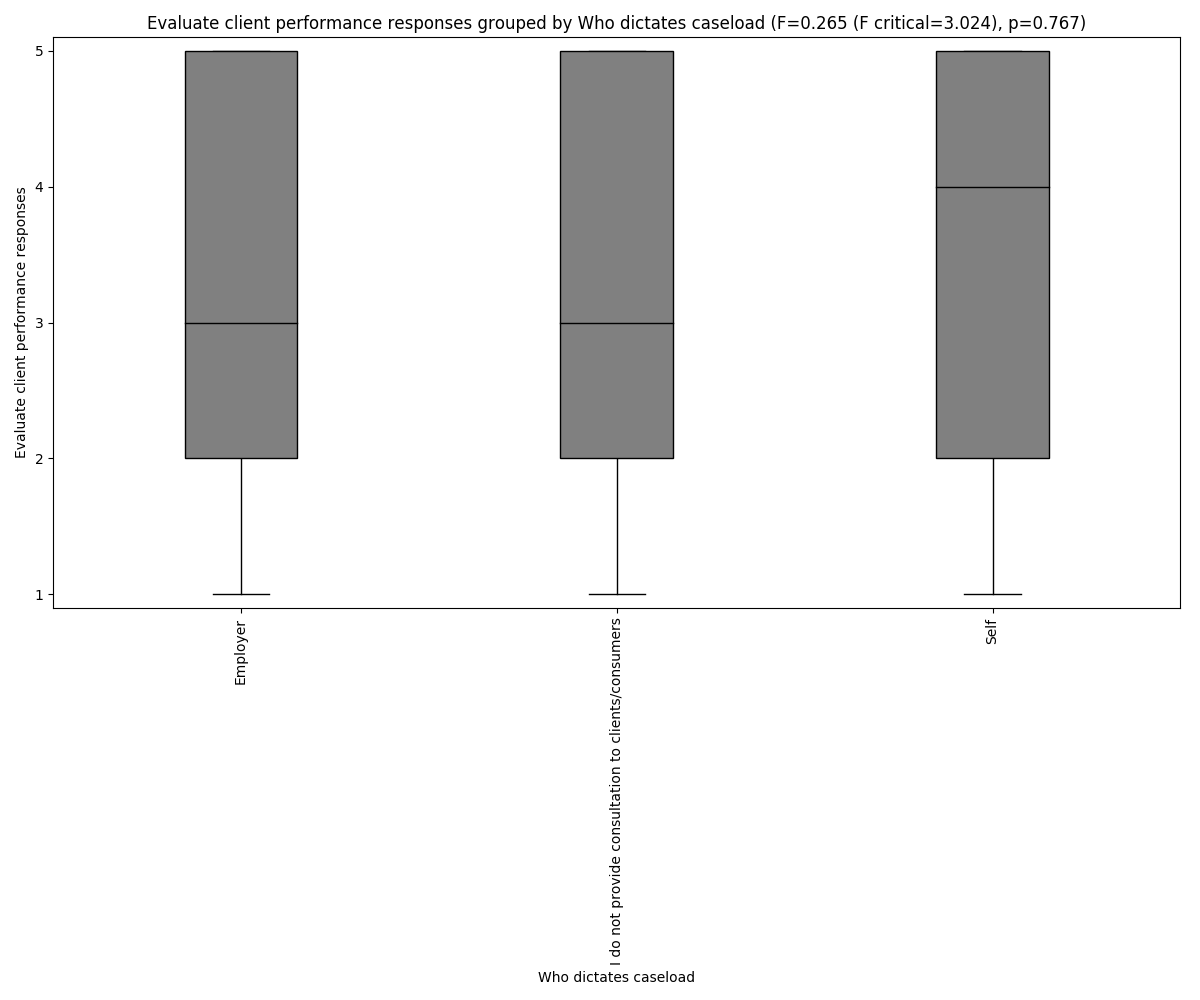 Evaluate client performance responses grouped by Who dictates caseload (F=0.265 (F critical=3.024), p=0.767)
Evaluate client performance responses
5
4
3
2
1
Employer
I do not provide consultation to clients/consumers
Self
Who dictates caseload